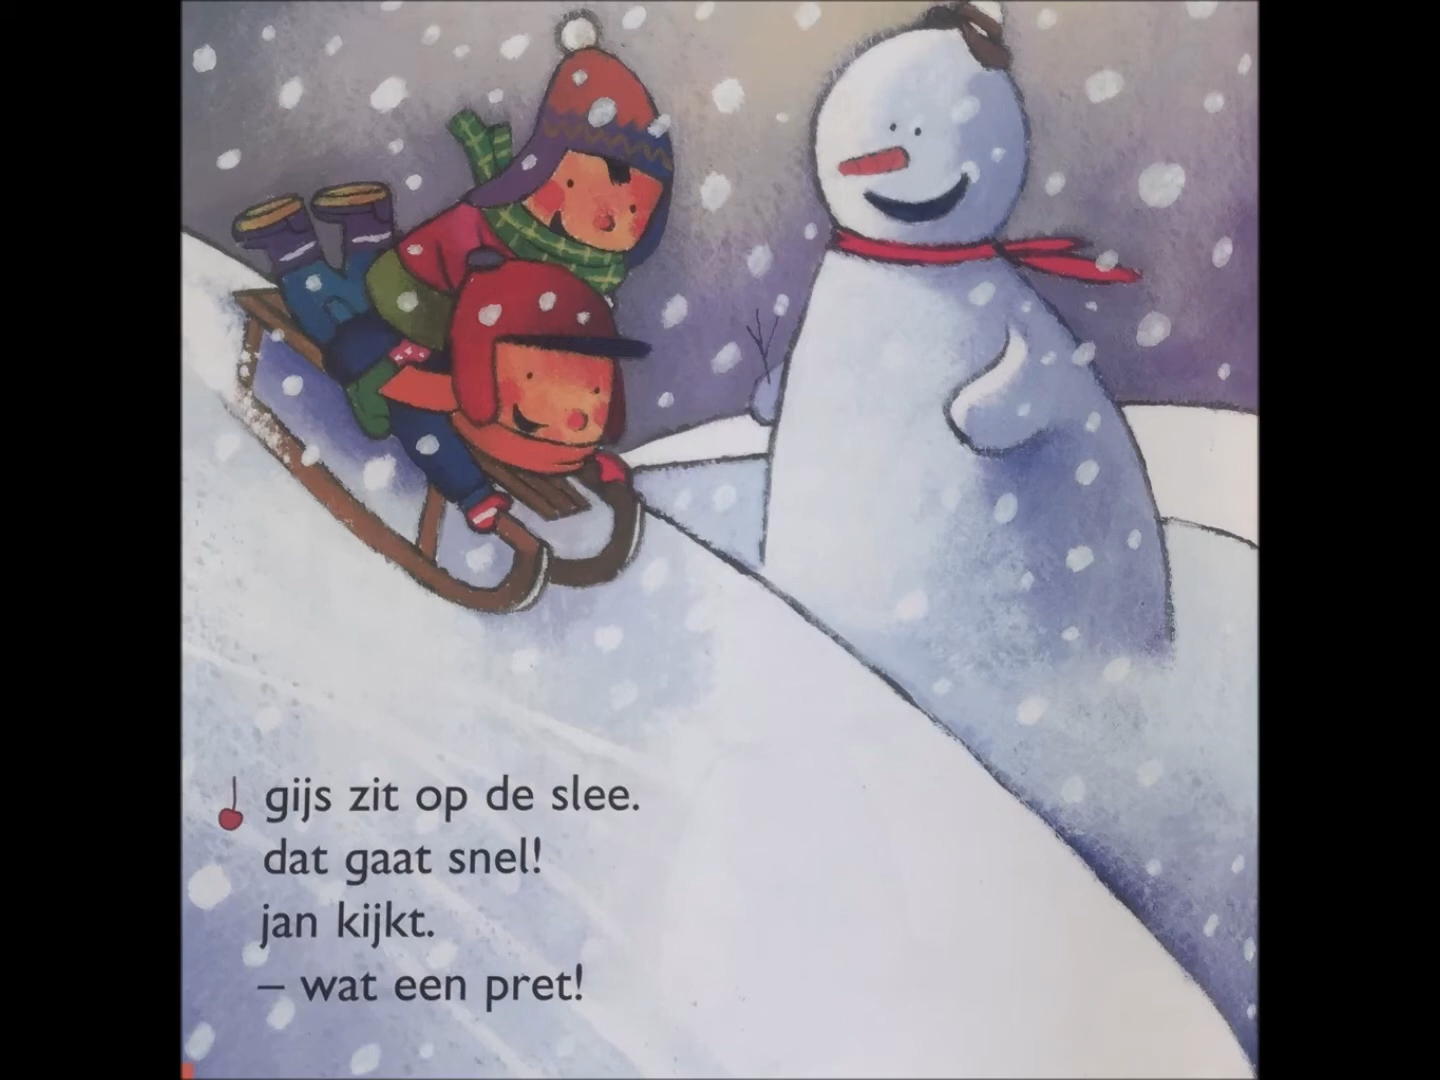 gijs zit op de slee.
dat gaat snel!
jan kijkt.
– wat een pret!